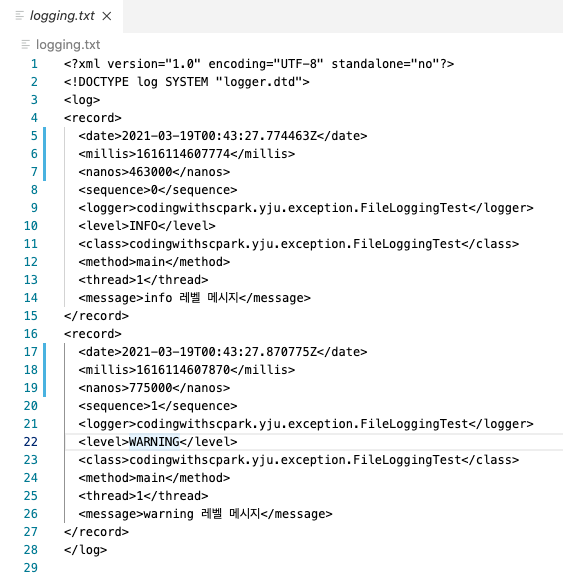 logging.txt
logging.txt
1 <?xml version="1.0" encoding="UTF-8" standalone="no"?>
2 <!DOCTYPE log SYSTEM "logger.dtd">
3 <log>
4 <record>
5 <date>2021-03-19T00:43:27.774463Z</date>
6 <millis>1616114607774</millis>
7 <nanos>463000</nanos>
8 <sequence>0</sequence>
9 <logger>codingwithscpark.yju.exception.FileLoggingTest</logger>
10 <level>INFO</level>
11 <class>codingwithscpark.yju.exception.FileLoggingTest</class>
12 <method>main</method>
13 <thread>1</thread>
14 <message>info 레벨 메시지</message>
15 </record>
16 <record>
17 <date>2021-03-19T00:43:27.870775Z</date>
18 <millis>1616114607870</millis>
19 <nanos>775000</nanos>
20 <sequence>1</sequence>
21 <logger>codingwithscpark.yju.exception.FileLoggingTest</logger>
22 <level>WARNING</level>
23 <class>codingwithscpark.yju.exception.FileLoggingTest</class>
24 <method>main</method>
25 <thread>1</thread>
26 <message>warning 레벨 메시지</message>
27 </record>
28 </log>
29